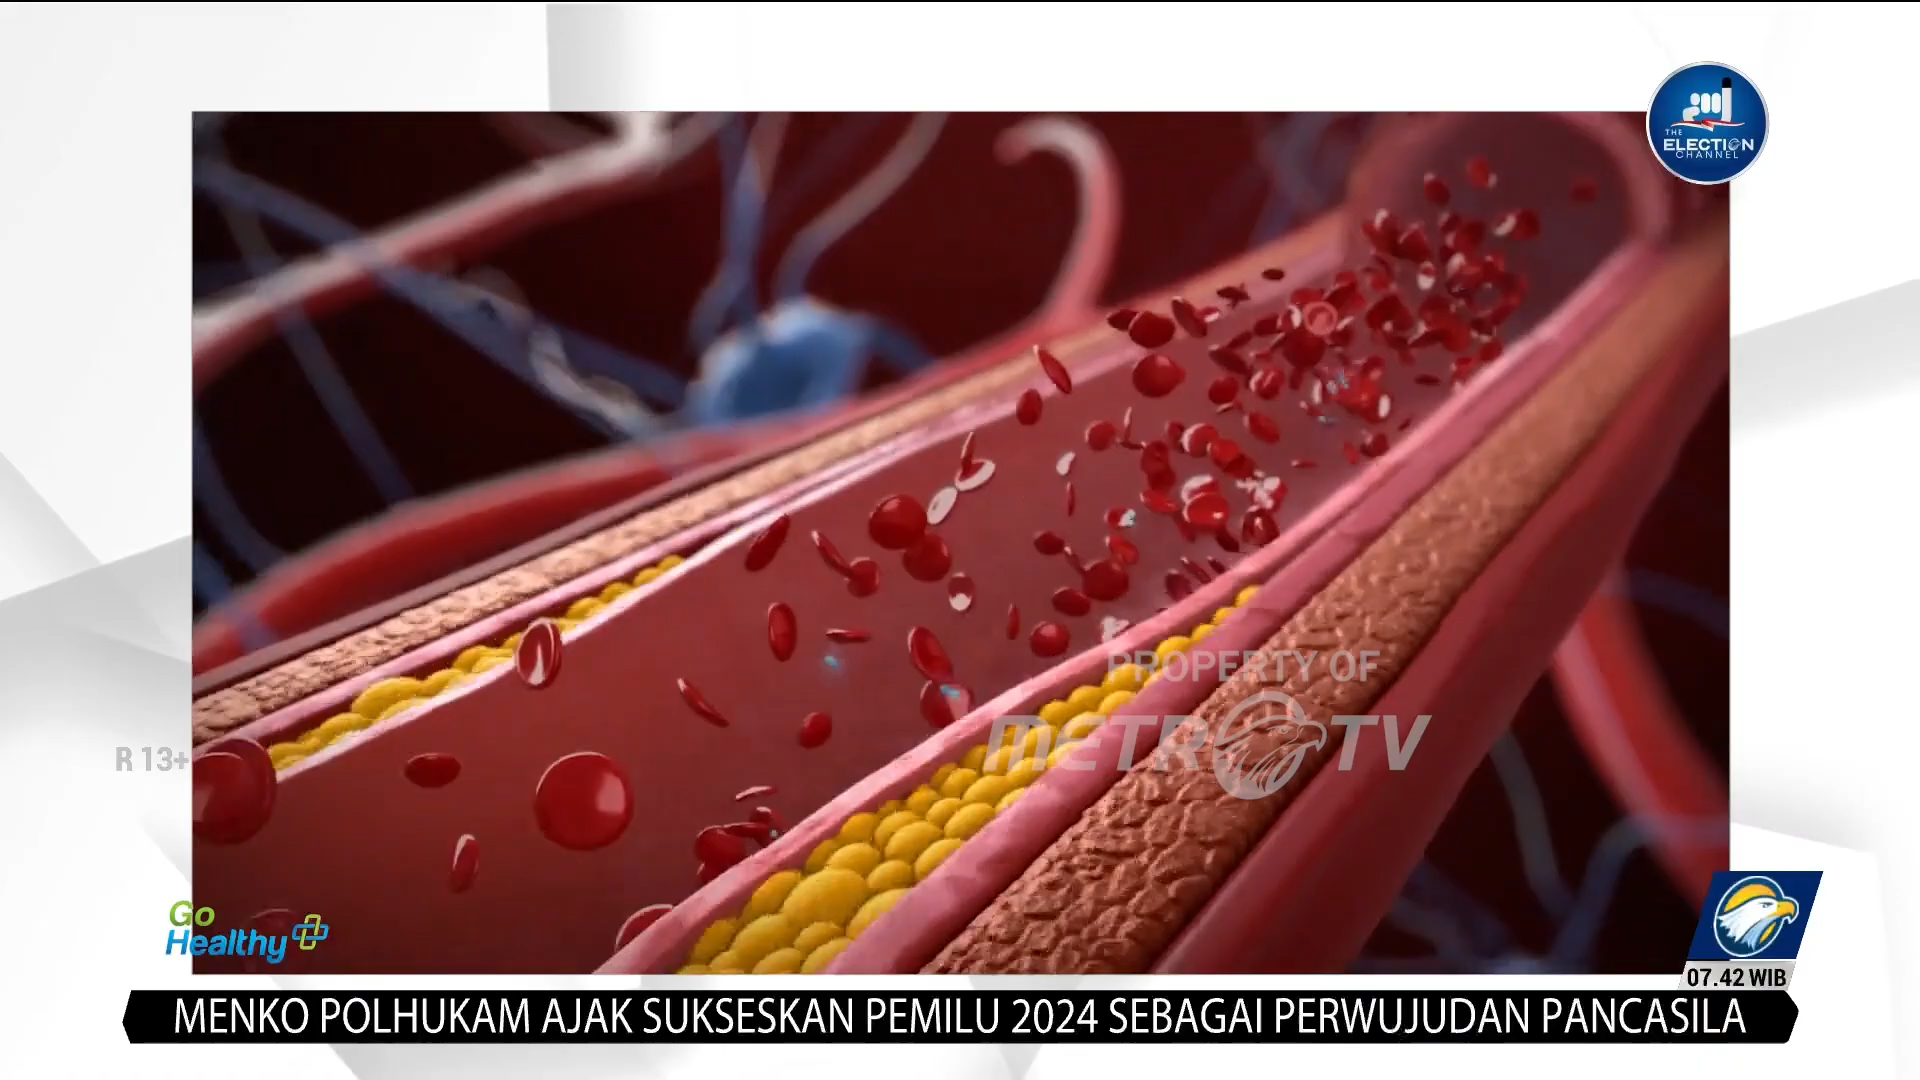 THE
ELECTION
CHANNEL
PROPERTY OF
METRO TV
R 13+
Go
Healthy
07.42 WIB
MENKO POLHUKAM AJAK SUKSESKAN PEMILU 2024 SEBAGAI PERWUJUDAN PANCASILA